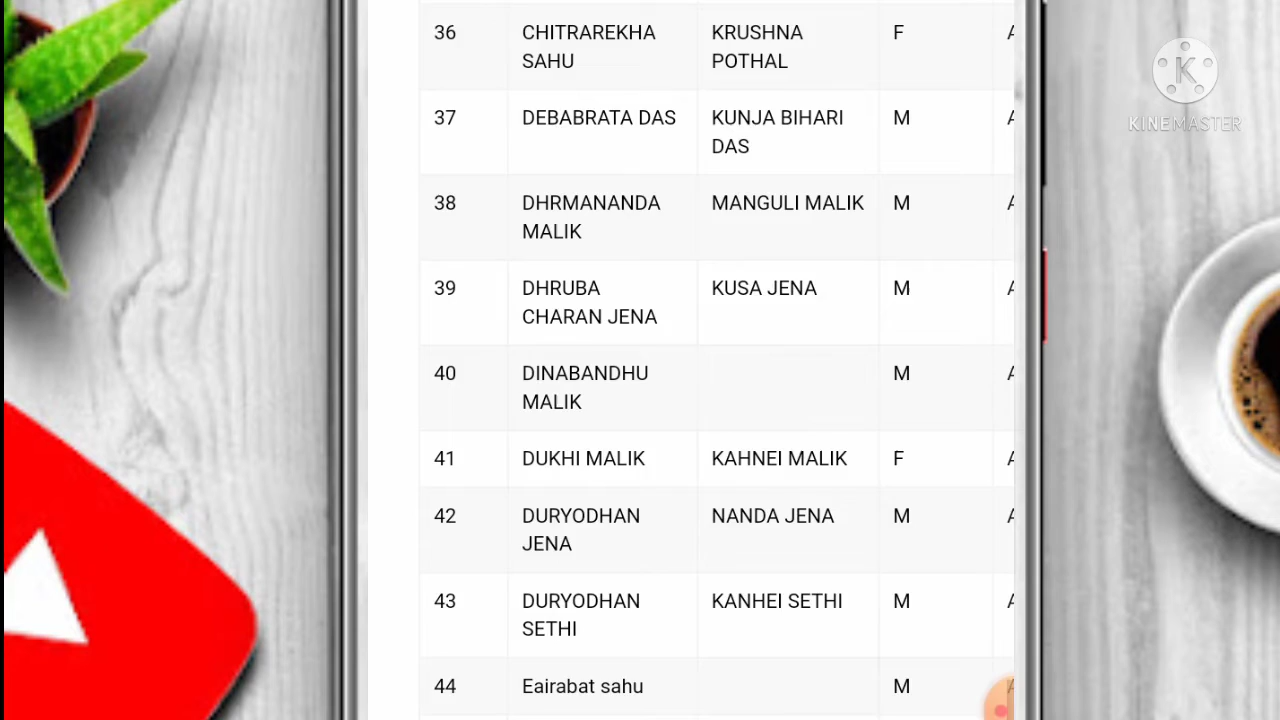 36 CHITRAREKHA KRUSHNA F A
SAHU POTHAL
37 DEBABRATA DAS KUNJA BIHARI M A
DAS
38 DHRMANANDA MANGULI MALIK M A
MALIK
39 DHRUBA KUSA JENA M A
CHARAN JENA
40 DINABANDHU M A
MALIK
41 DUKHI MALIK KAHNEI MALIK F A
42 DURYODHAN NANDA JENA M A
JENA
43 DURYODHAN KANHEI SETHI M A
SETHI
44 Eairabat sahu M A
K
KINEMASTER